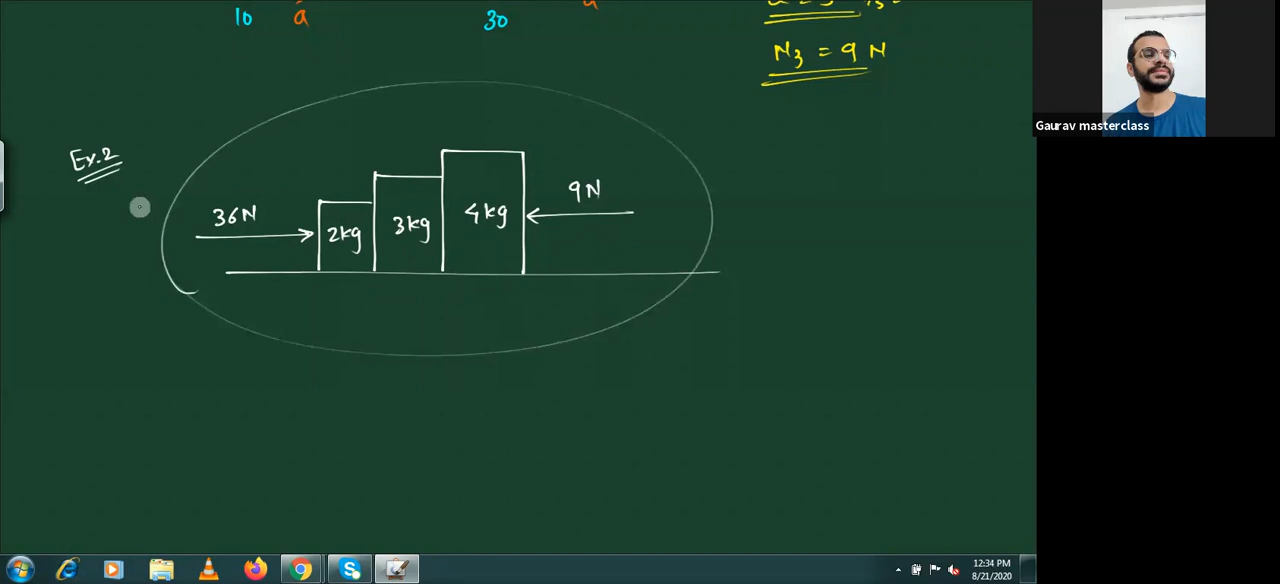 10 a 30
N3 = 9 N
Gaurav masterclass
Ex.2
36N 2kg 3kg 4kg 9N
12:34 PM
8/21/2020